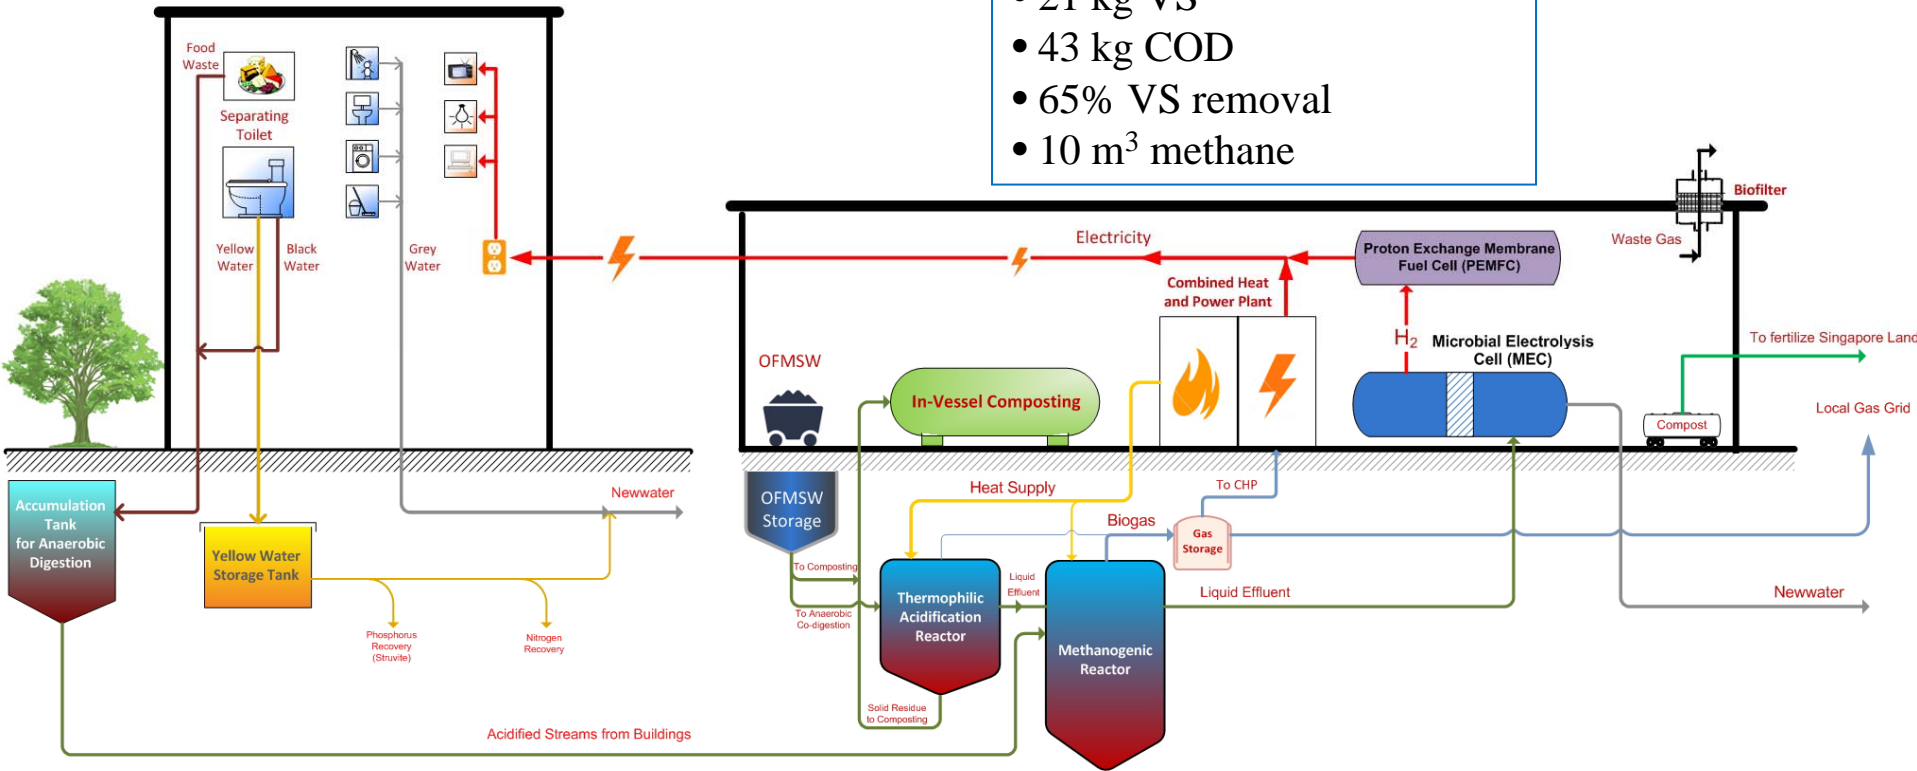 • 21 kg VS
• 43 kg COD
• 65% VS removal
• 10 m³ methane
Food
Waste
Separating
Toilet
Yellow
Water
Black
Water
Grey
Water
Electricity
Proton Exchange Membrane
Fuel Cell (PEMFC)
Biofilter
Waste Gas
Combined Heat
and Power Plant
H₂
Microbial Electrolysis
Cell (MEC)
OFMSW
In-Vessel Composting
Compost
To fertilize Singapore Land
Local Gas Grid
Accumulation
Tank
for Anaerobic
Digestion
Yellow Water
Storage Tank
Newwater
Phosphorus
Recovery
(Struvite)
Nitrogen
Recovery
OFMSW
Storage
Heat Supply
To CHP
Biogas
Gas
Storage
To Composting
To Anaerobic
Co-digestion
Thermophilic
Acidification
Reactor
Liquid
Effluent
Methanogenic
Reactor
Liquid Effluent
Newwater
Solid Residue
to Composting
Acidified Streams from Buildings